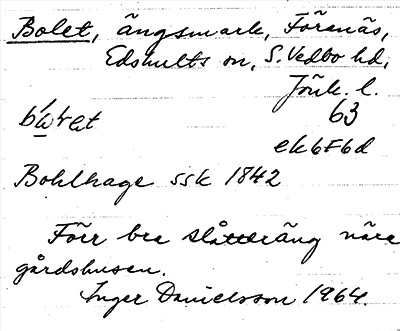 Bolet, ängsmark, Förenäs,
Edshults sn, S. Vedbo hd,
Jönk. l.
63
ek6F6d
Bohlhage ssk 1842
Förr bra slåtteräng nära
gårdshusen.
Inger Danielsson 1964.